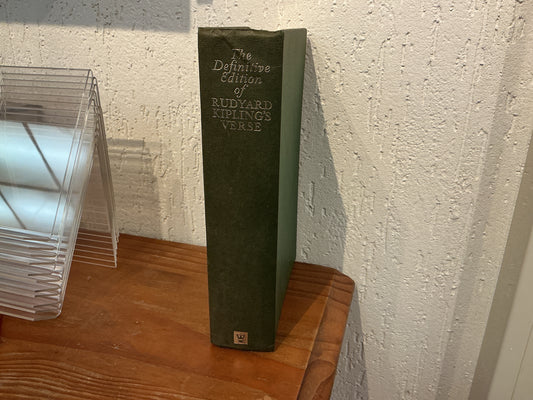 The
Definitive
Edition
of
RUDYARD
KIPLING'S
VERSE